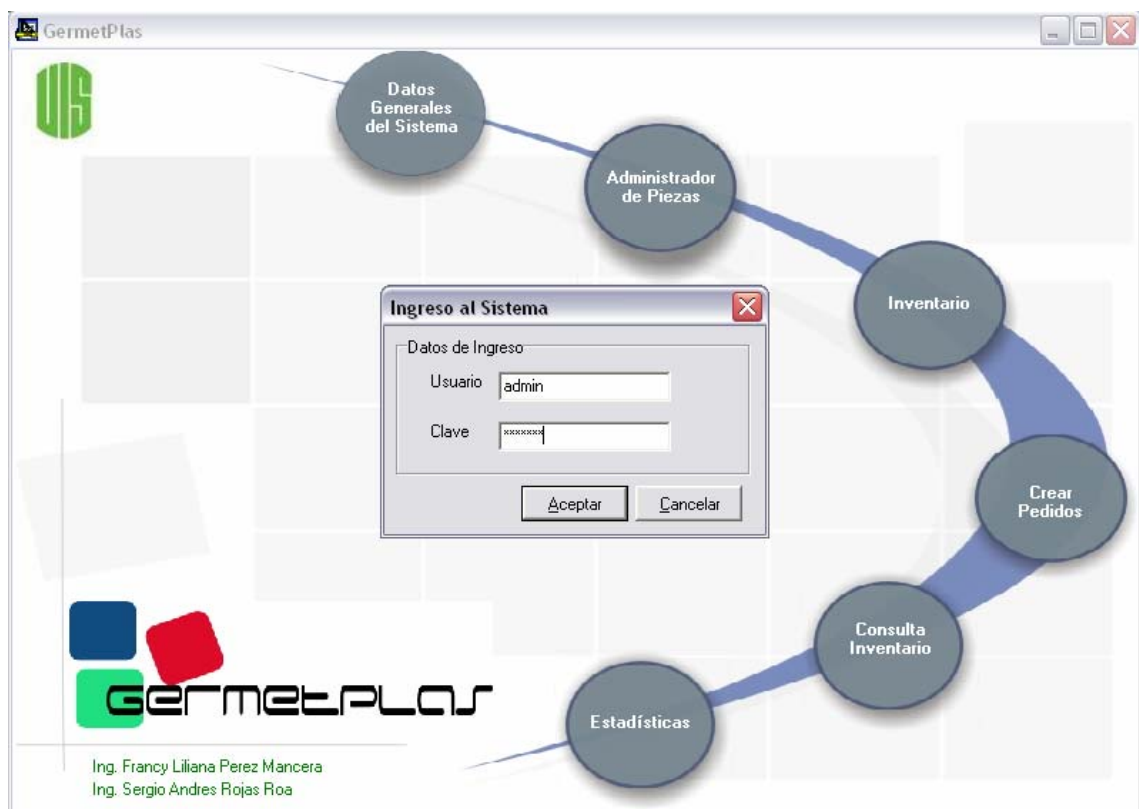 GermetPlas
UIS
Datos
Generales
del Sistema
Administrador
de Piezas
Inventario
Ingreso al Sistema
Datos de Ingreso
Usuario admin
Clave *******
Aceptar Cancelar
Crear
Pedidos
Consulta
Inventario
Estadísticas
GERMETPLAS
Ing. Francy Liliana Perez Mancera
Ing. Sergio Andres Rojas Roa